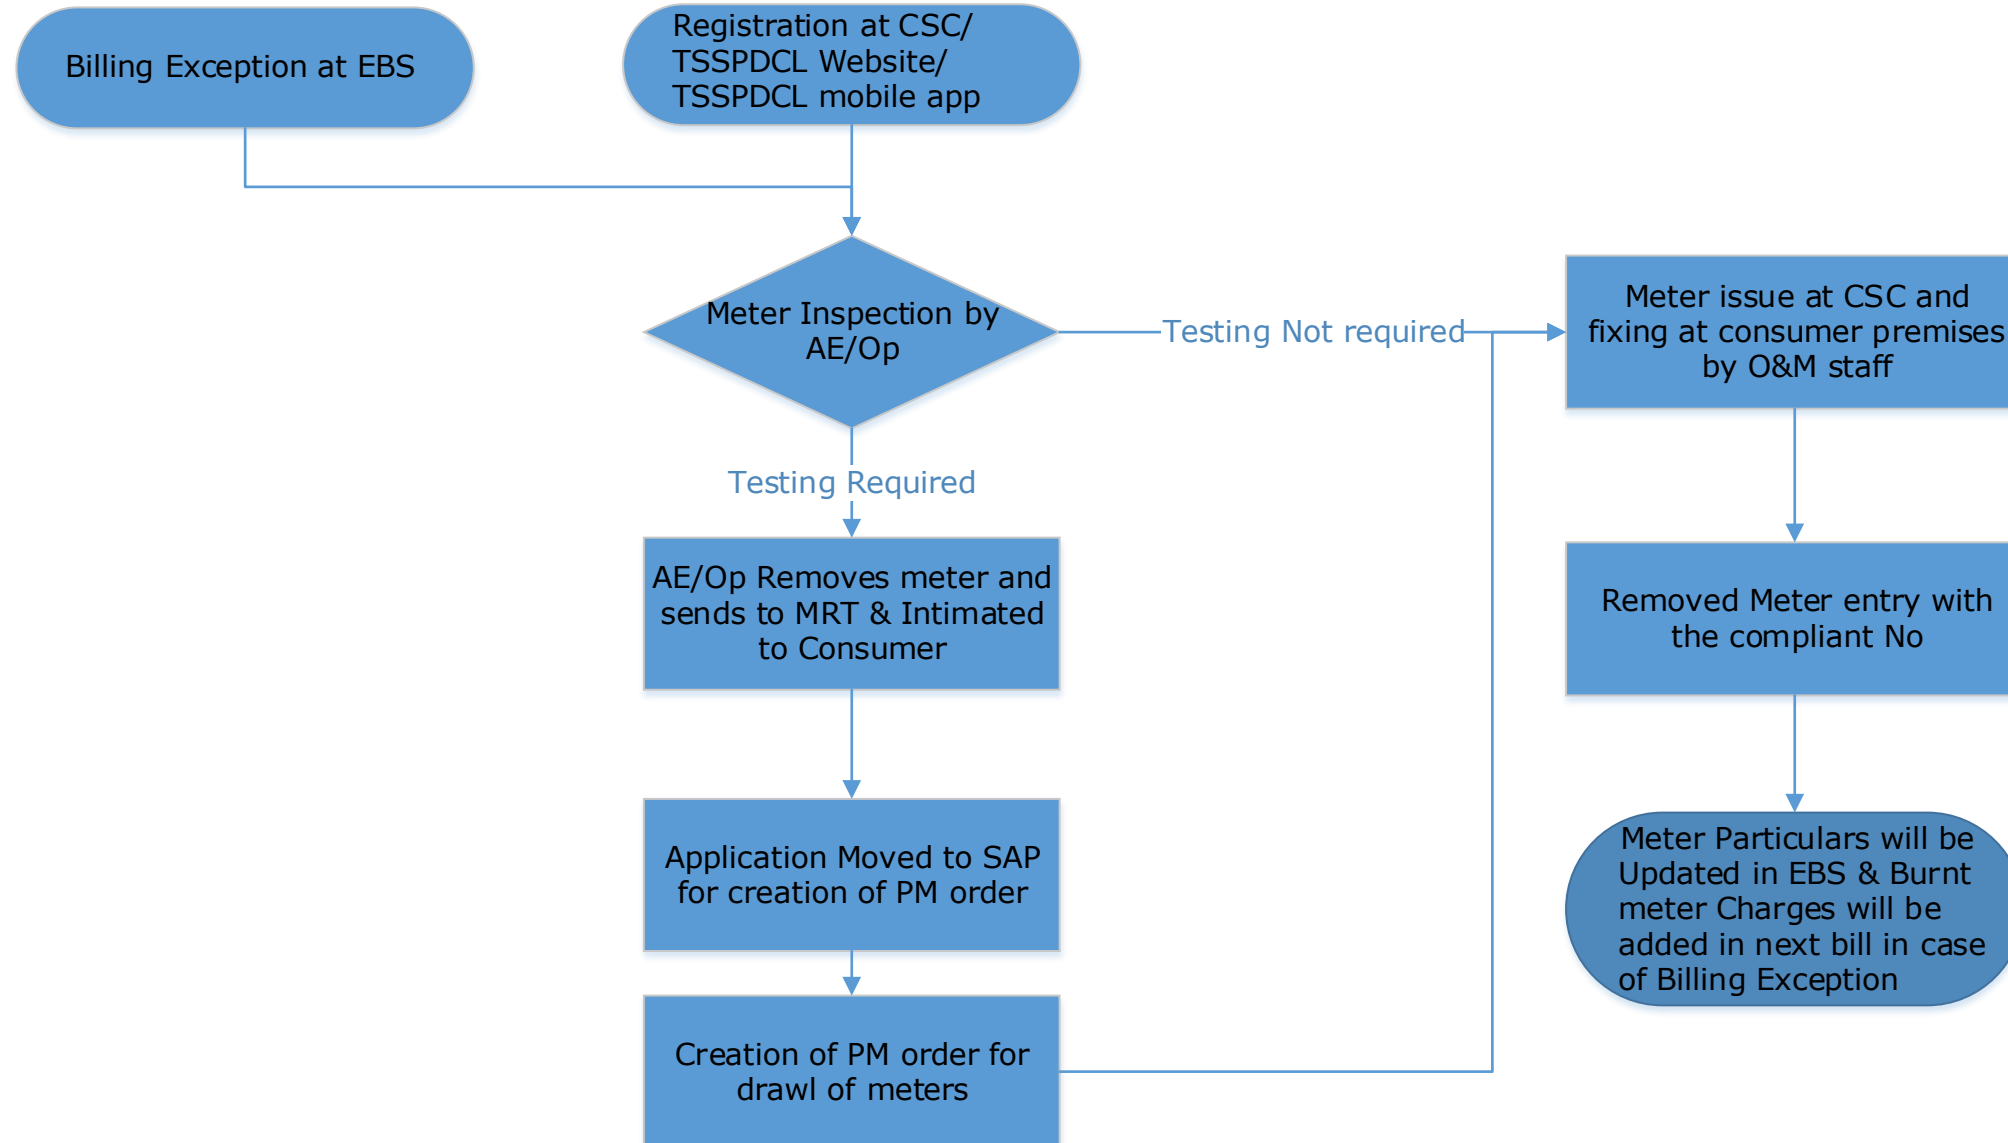 Billing Exception at EBS
Registration at CSC/
TSSPDCL Website/
TSSPDCL mobile app
Meter Inspection by
AE/Op
Testing Not required
Meter issue at CSC and
fixing at consumer premises
by O&M staff
Testing Required
AE/Op Removes meter and
sends to MRT & Intimated
to Consumer
Removed Meter entry with
the compliant No
Application Moved to SAP
for creation of PM order
Meter Particulars will be
Updated in EBS & Burnt
meter Charges will be
added in next bill in case
of Billing Exception
Creation of PM order for
drawl of meters